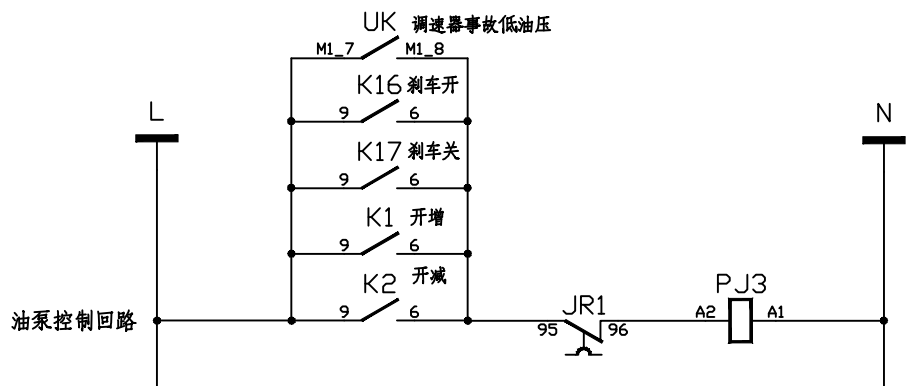 UK 调速器事故低油压
M1_7 M1_8
K16 刹车开
L
9 6
N
K17 刹车关
9 6
K1 开增
9 6
K2 开减
油泵控制回路
9 6
JR1
95 96
PJ3
A2 A1